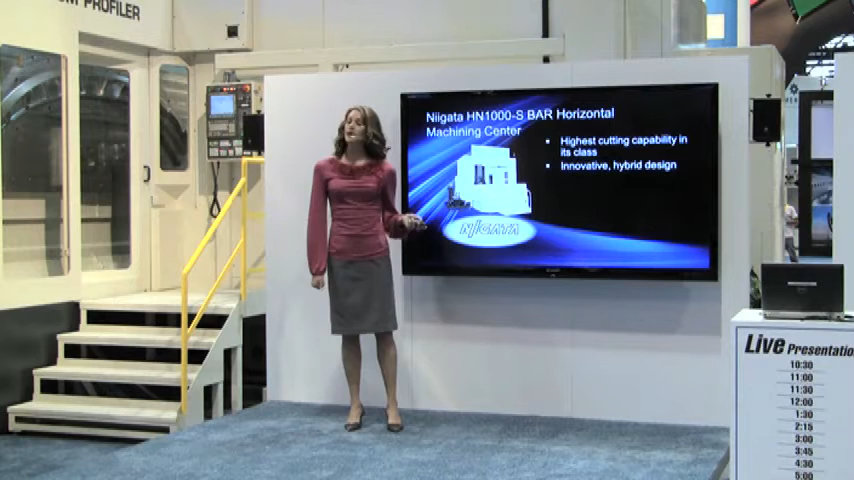 PROFILER
Niigata HN1000-S BAR Horizontal
Machining Center
Highest cutting capability in
its class
Innovative, hybrid design
NIIGATA
Live Presentatio
10:30
11:00
11:30
12:00
1:30
2:15
3:00
3:45
4:30
5:00